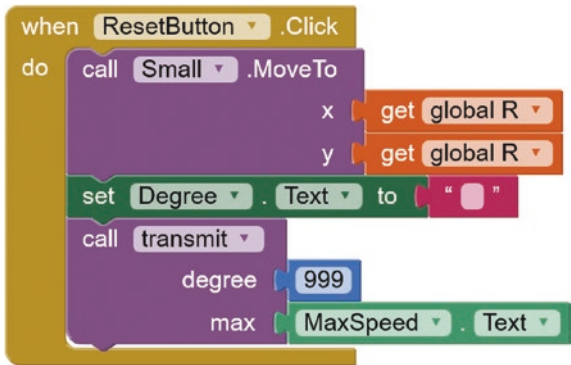 when ResetButton .Click
do call Small .MoveTo
x get global R
y get global R
set Degree . Text to " "
call transmit
degree 999
max MaxSpeed . Text